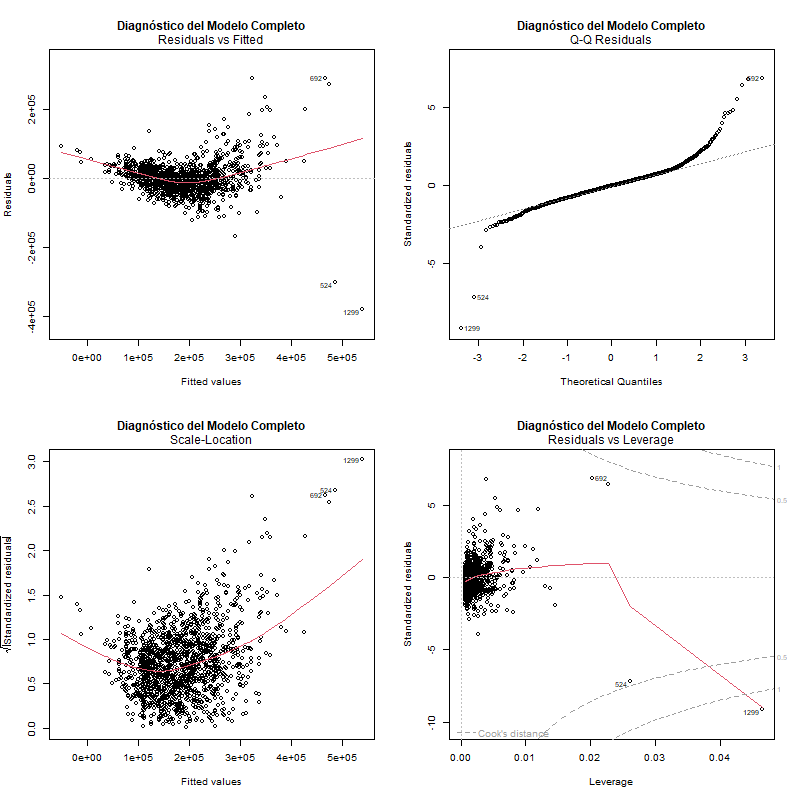 Diagnóstico del Modelo Completo
Residuals vs Fitted
Residuals
-4e+05 -2e+05 0e+00 2e+05
692
524
1299
0e+00 1e+05 2e+05 3e+05 4e+05 5e+05
Fitted values
Diagnóstico del Modelo Completo
Q-Q Residuals
Standardized residuals
-5 0 5
692
524
1299
-3 -2 -1 0 1 2 3
Theoretical Quantiles
Diagnóstico del Modelo Completo
Scale-Location
√|Standardized residuals|
0.0 0.5 1.0 1.5 2.0 2.5 3.0
1299
524
692
0e+00 1e+05 2e+05 3e+05 4e+05 5e+05
Fitted values
Diagnóstico del Modelo Completo
Residuals vs Leverage
Standardized residuals
-10 -5 0 5
1
0.5
692
0.5
524
1
1299
Cook's distance
0.00 0.01 0.02 0.03 0.04
Leverage